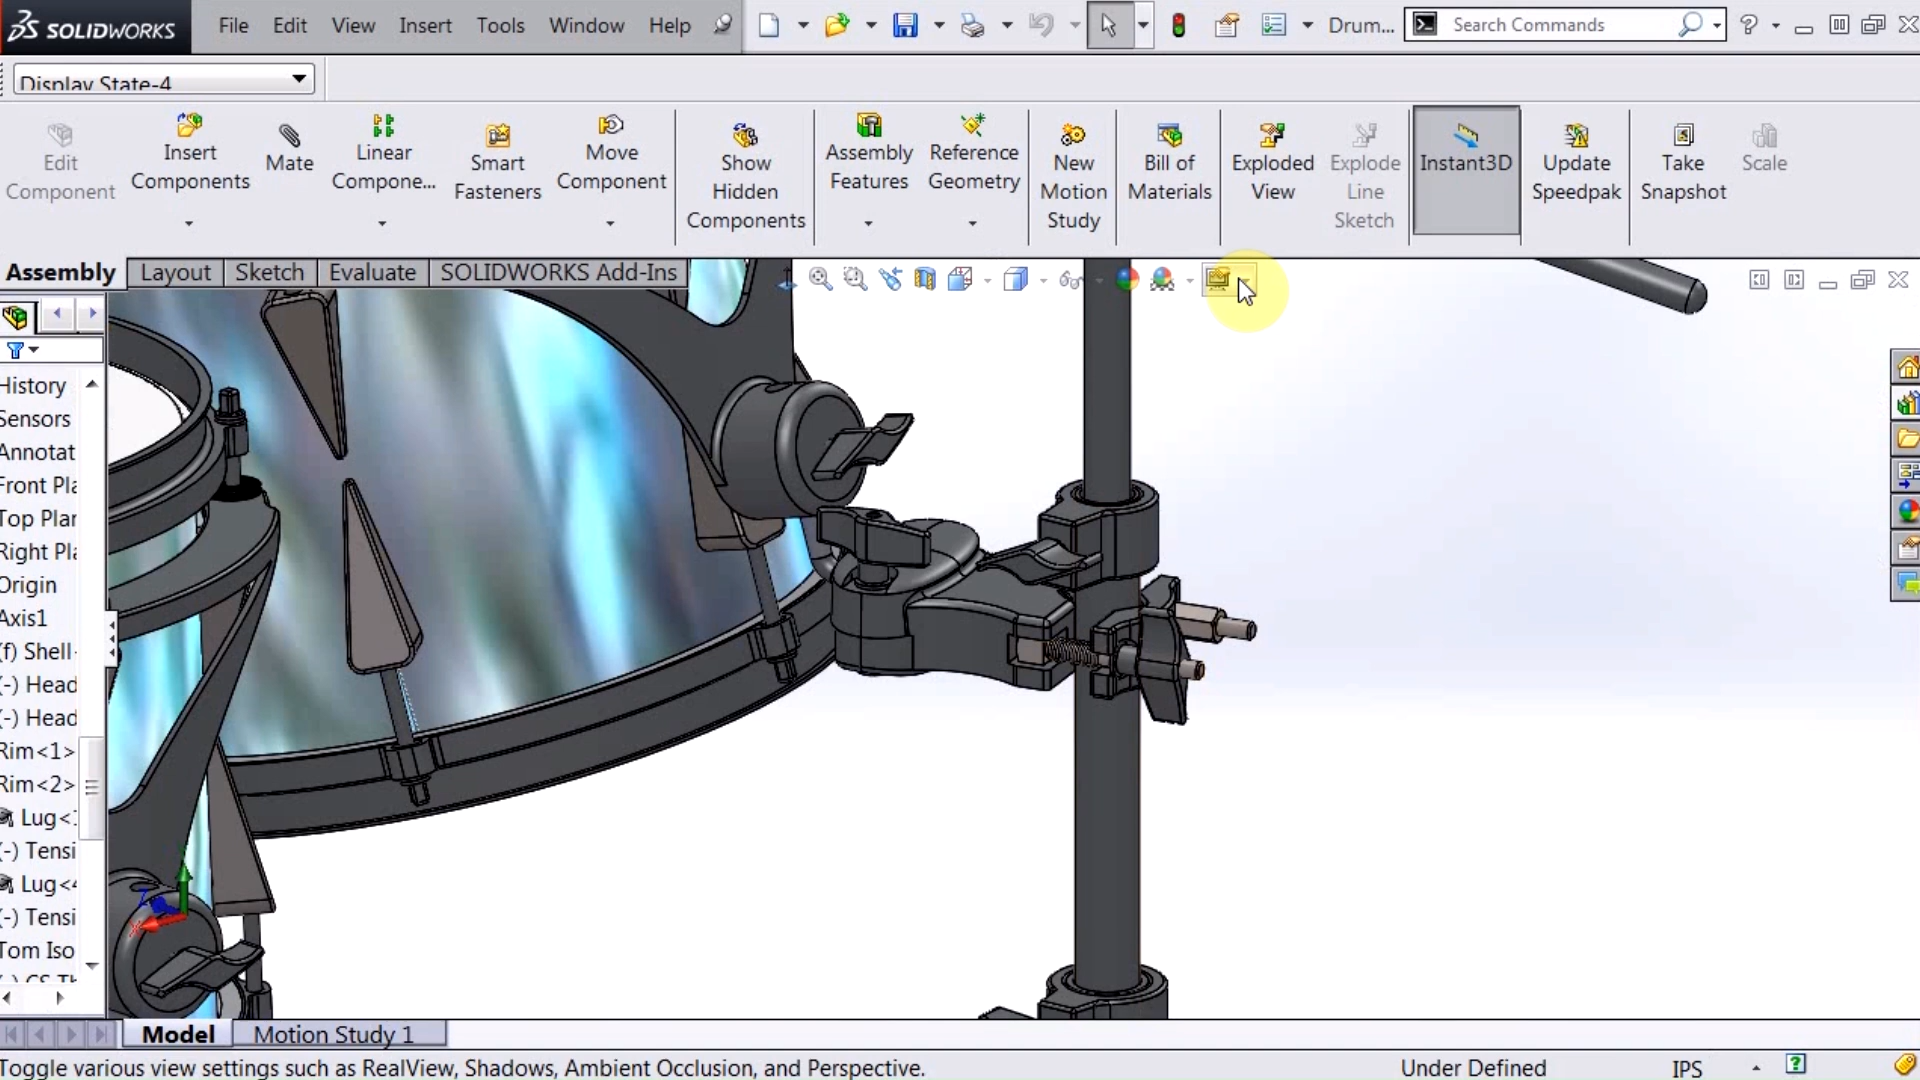 SOLIDWORKS File Edit View Insert Tools Window Help Drum... Search Commands
Display State-4
Edit Component
Insert Components
Mate
Linear Compone...
Smart Fasteners
Move Component
Show Hidden Components
Assembly Features
Reference Geometry
New Motion Study
Bill of Materials
Exploded View
Explode Line Sketch
Instant3D
Update Speedpak
Take Snapshot
Scale
Assembly Layout Sketch Evaluate SOLIDWORKS Add-Ins
History
Sensors
Annotat
Front Pla
Top Plar
Right Pla
Origin
Axis1
(f) Shell
(-) Head
(-) Head
Rim<1>
Rim<2>
Lug<1
(-) Tensi
Lug<4
(-) Tensi
Tom Iso
Z
X
Model Motion Study 1
Toggle various view settings such as RealView, Shadows, Ambient Occlusion, and Perspective. Under Defined IPS